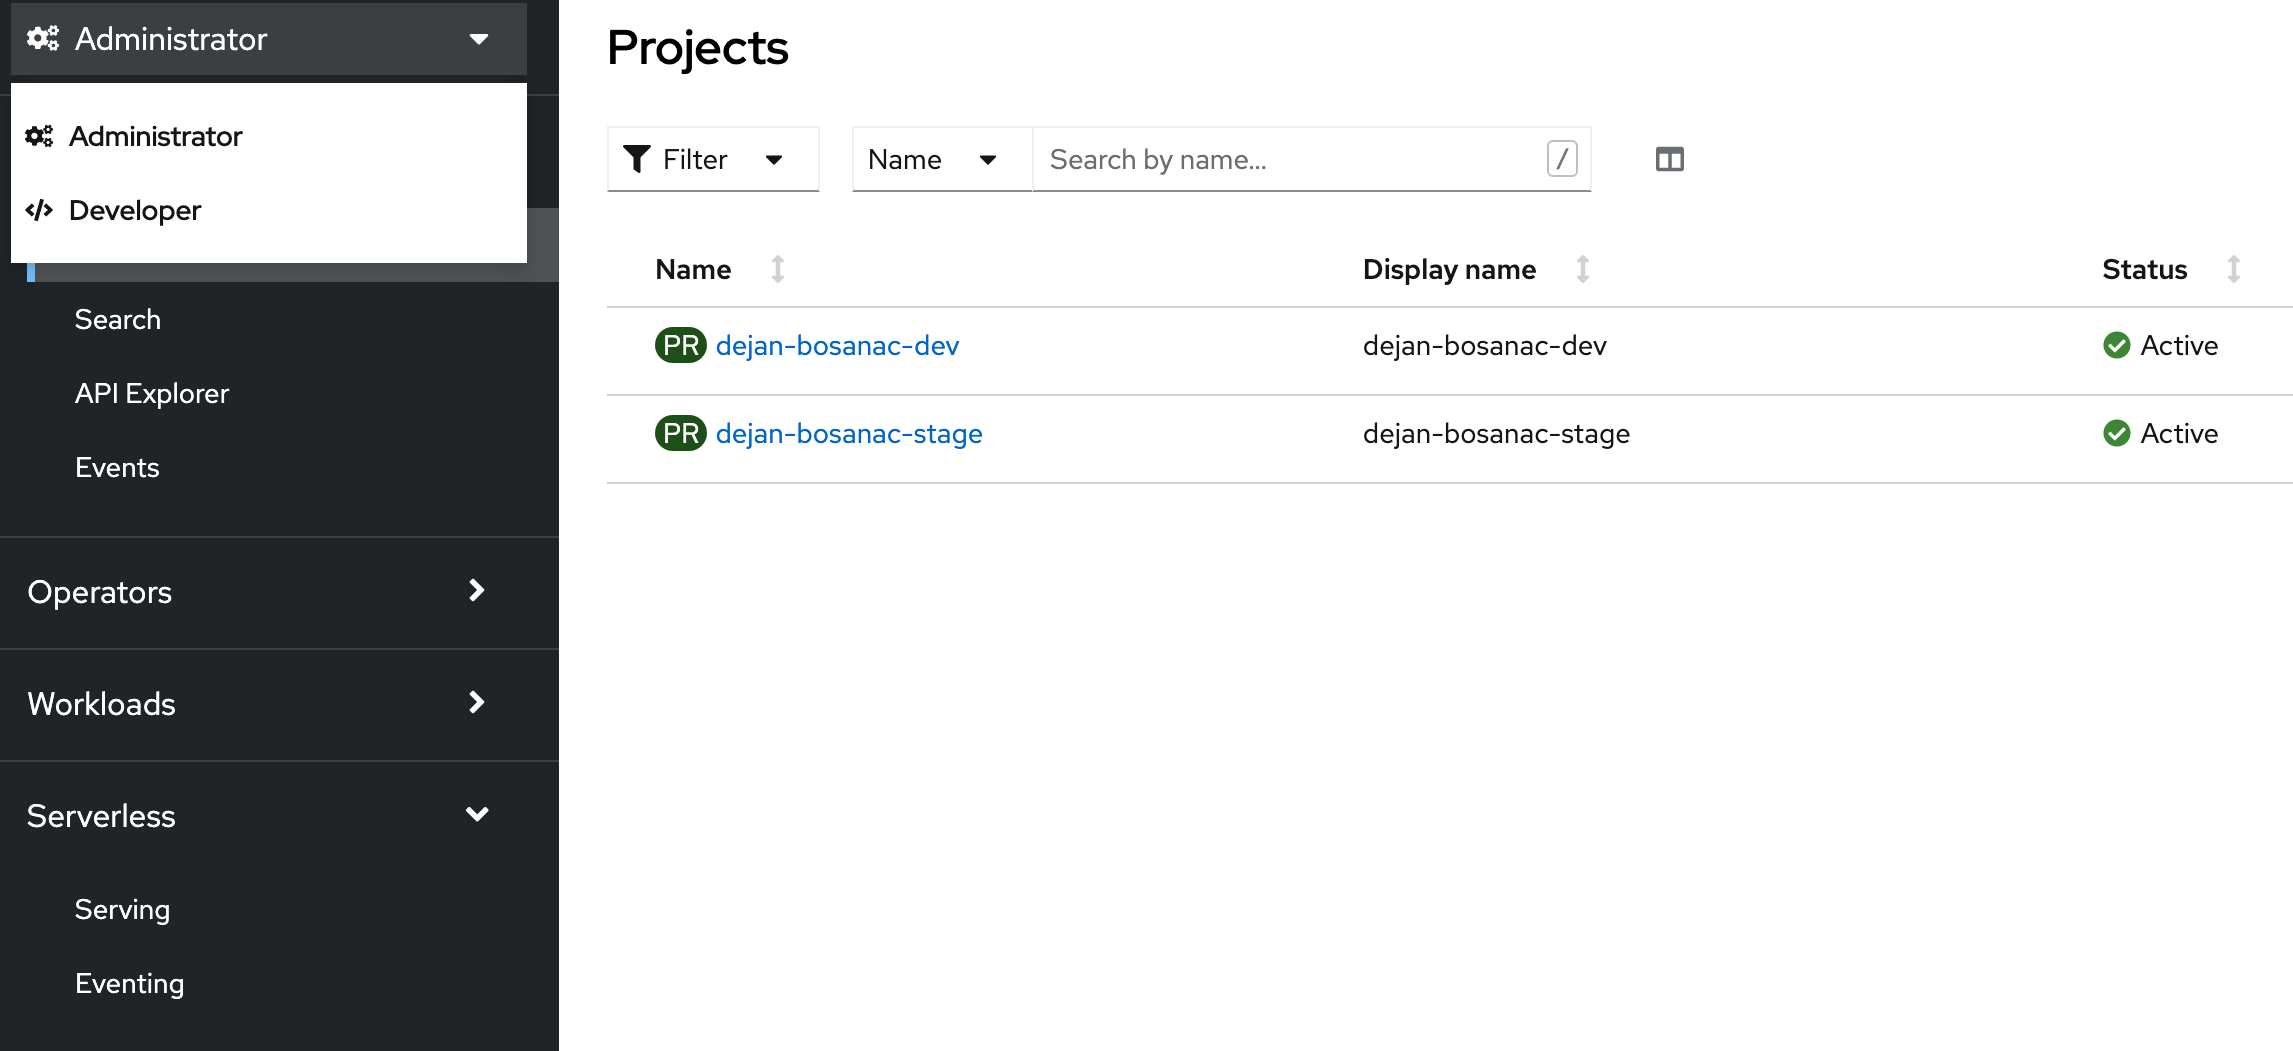 Administrator
Administrator
Developer
Search
API Explorer
Events
Operators
Workloads
Serverless
Serving
Eventing
Projects
Filter Name Search by name... /
Name Display name Status
PR dejan-bosanac-dev dejan-bosanac-dev Active
PR dejan-bosanac-stage dejan-bosanac-stage Active